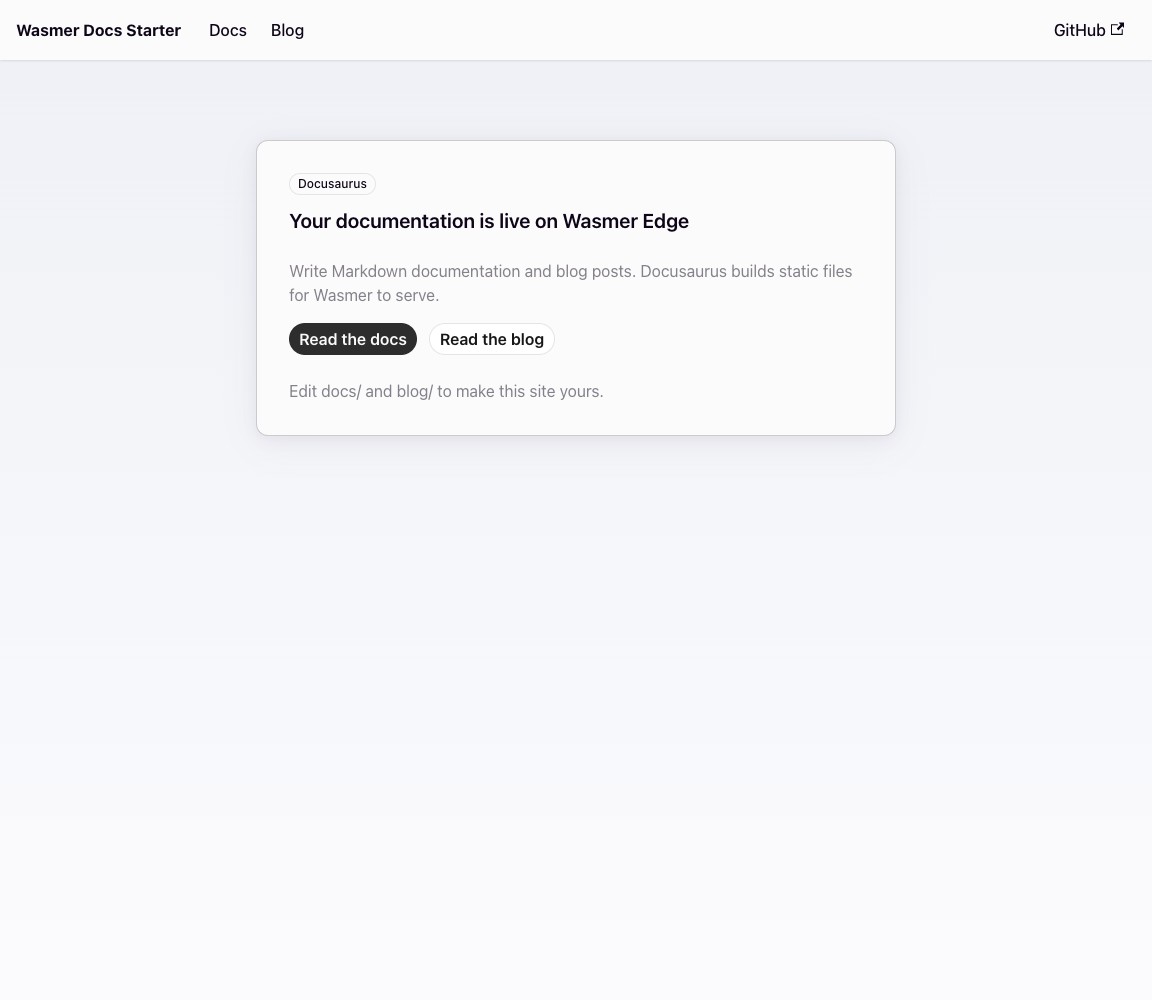 Wasmer Docs Starter Docs Blog GitHub
Docusaurus
Your documentation is live on Wasmer Edge
Write Markdown documentation and blog posts. Docusaurus builds static files
for Wasmer to serve.
Read the docs Read the blog
Edit docs/ and blog/ to make this site yours.